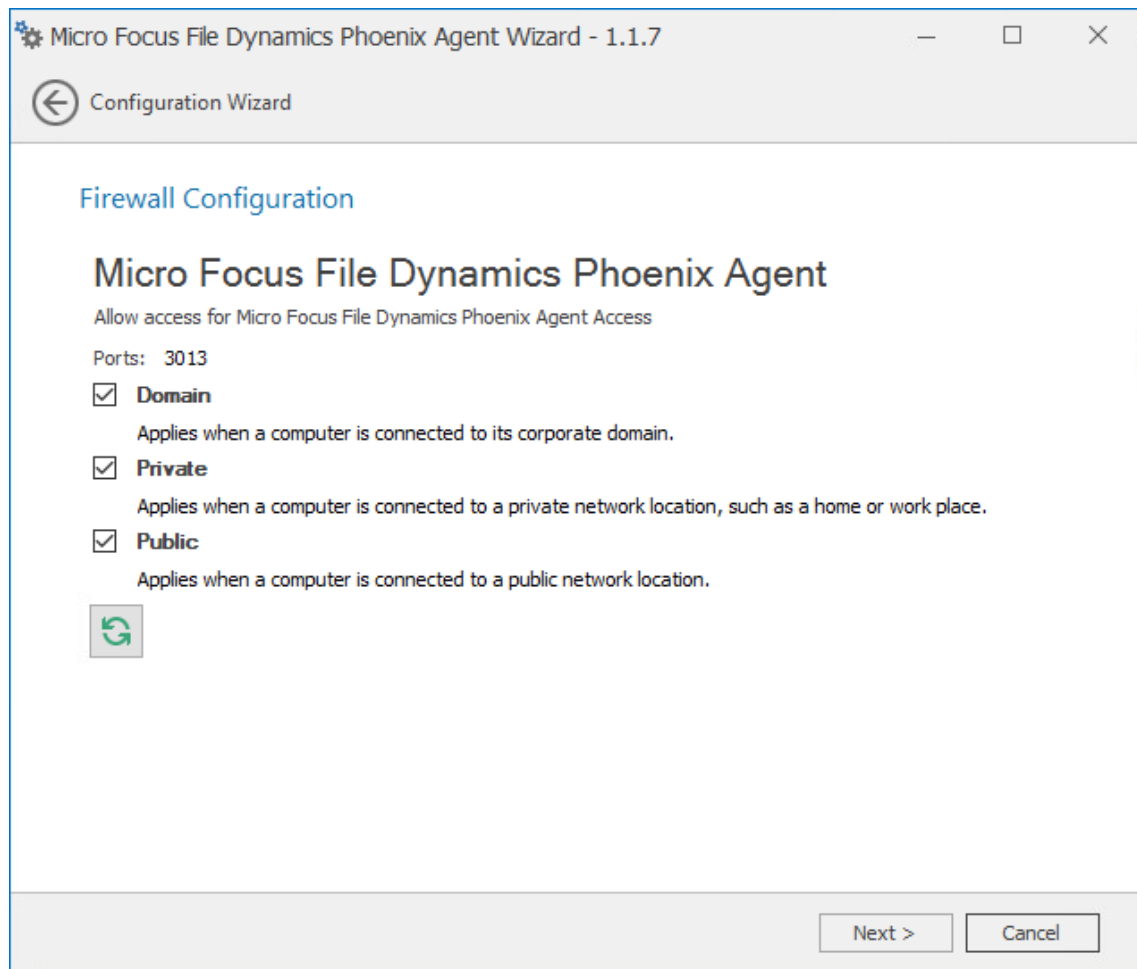 Micro Focus File Dynamics Phoenix Agent Wizard - 1.1.7
Configuration Wizard
Firewall Configuration
Micro Focus File Dynamics Phoenix Agent
Allow access for Micro Focus File Dynamics Phoenix Agent Access
Ports: 3013
Domain
Applies when a computer is connected to its corporate domain.
Private
Applies when a computer is connected to a private network location, such as a home or work place.
Public
Applies when a computer is connected to a public network location.
Next > Cancel